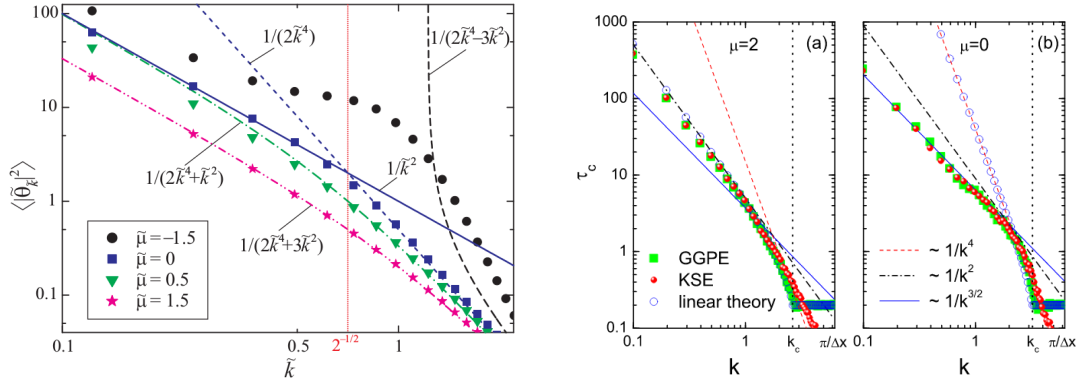 100
10
1
0.1
⟨|θ̃ₖ|²⟩
1/(2k̃⁴)
1/(2k̃⁴−3k̃²)
1/k̃²
1/(2k̃⁴+k̃²)
1/(2k̃⁴+3k̃²)
μ̃=−1.5
μ̃=0
μ̃=0.5
μ̃=1.5
0.1
0.5
2^{-1/2}
1
k̃
1000
100
10
1
0.1
τ_c
μ=2
(a)
GGPE
KSE
linear theory
0.1
1
k_c
π/Δx
k
μ=0
(b)
~ 1/k⁴
~ 1/k²
~ 1/k^{3/2}
0.1
1
k_c
π/Δx
k